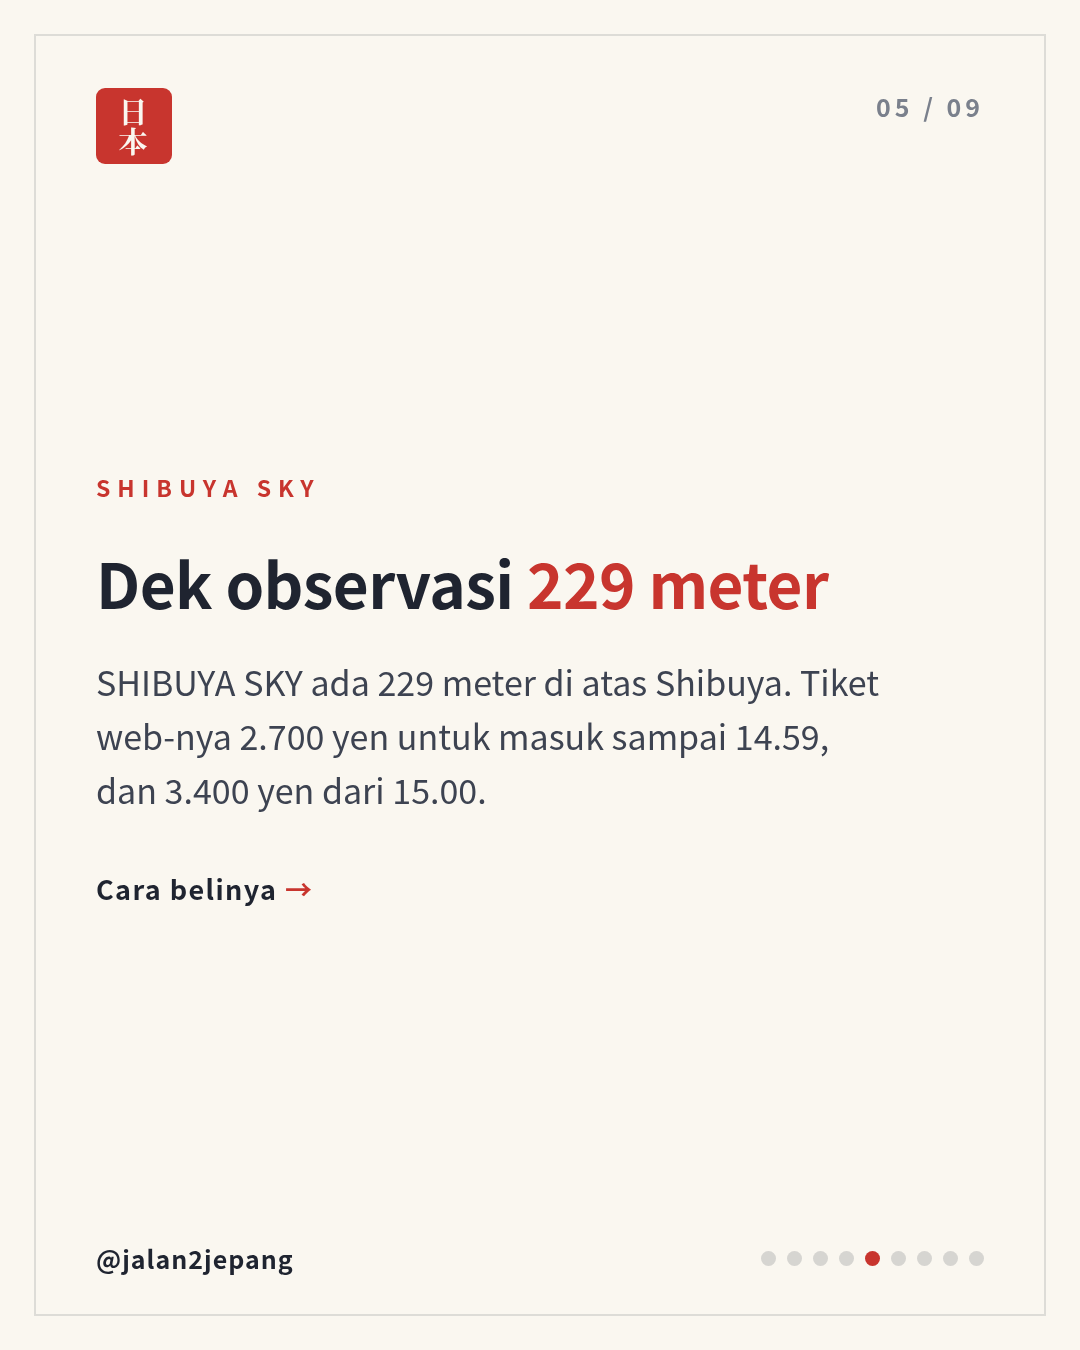 日本
05 / 09
SHIBUYA SKY
Dek observasi 229 meter
SHIBUYA SKY ada 229 meter di atas Shibuya. Tiket
web-nya 2.700 yen untuk masuk sampai 14.59,
dan 3.400 yen dari 15.00.
Cara belinya →
@jalan2jepang